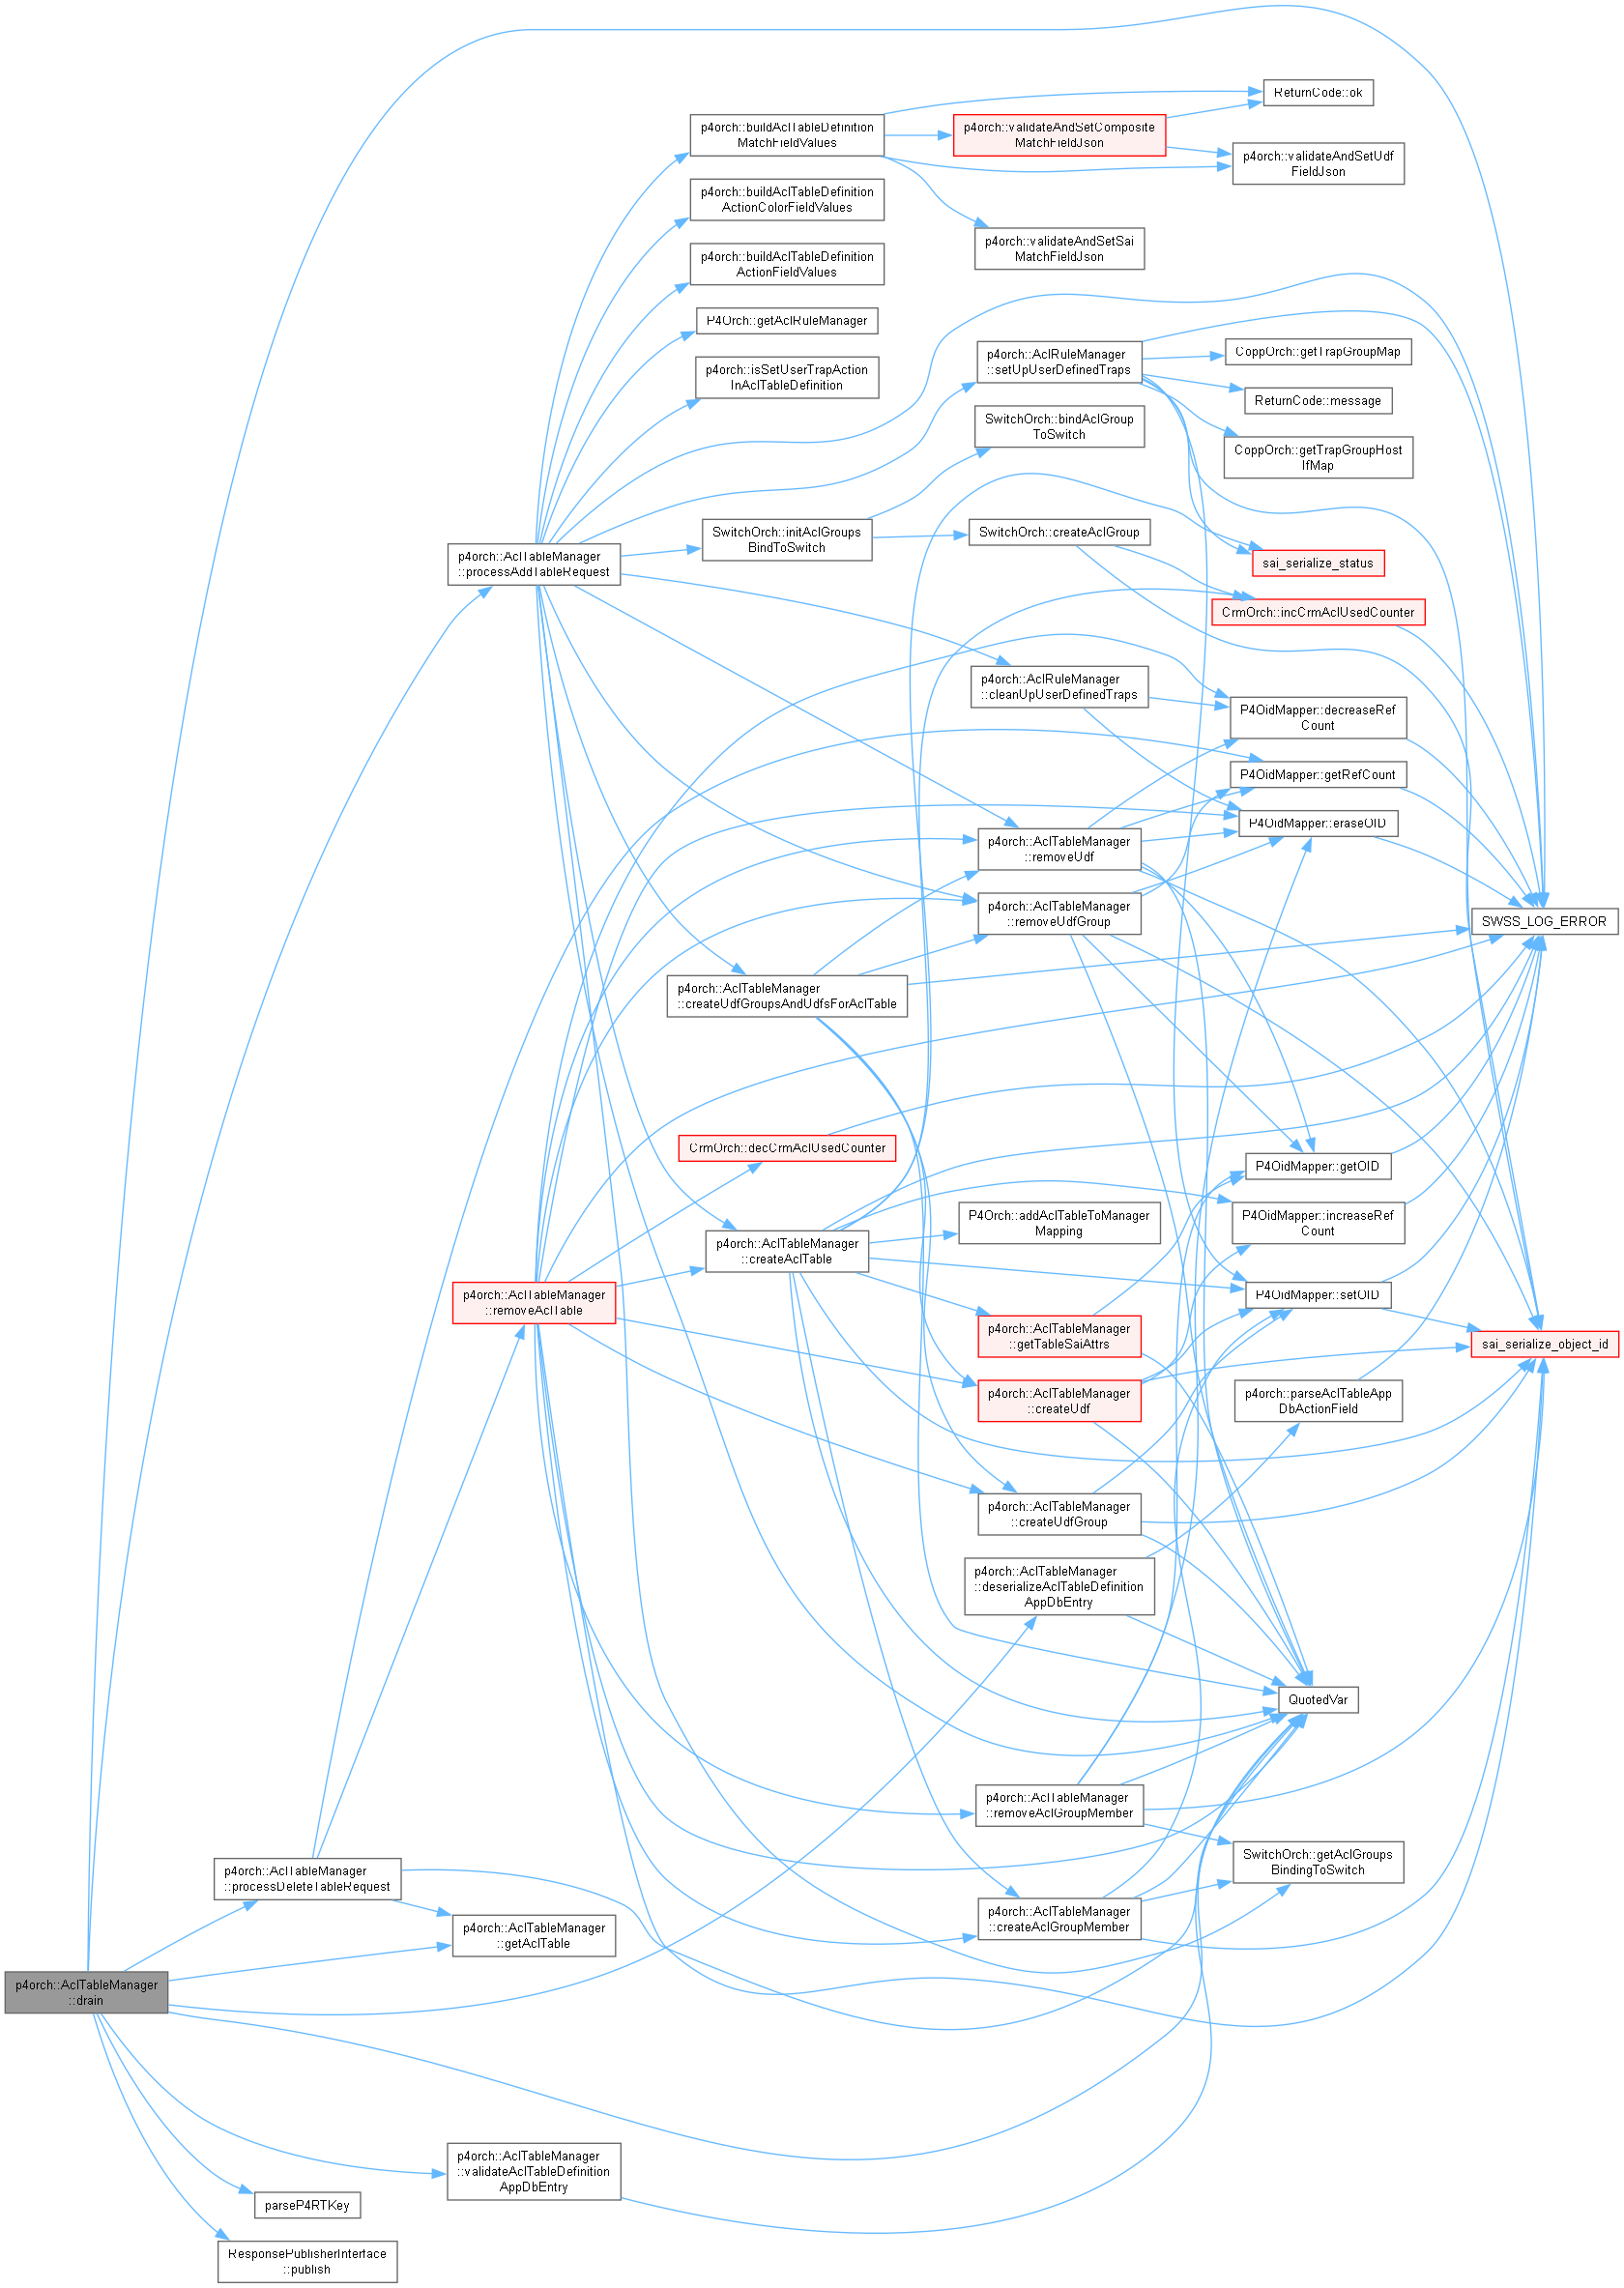 ReturnCode::ok
p4orch::buildAclTableDefinition
MatchFieldValues
p4orch::validateAndSetComposite
MatchFieldJson
p4orch::validateAndSetUdf
FieldJson
p4orch::buildAclTableDefinition
ActionColorFieldValues
p4orch::validateAndSetSai
MatchFieldJson
p4orch::buildAclTableDefinition
ActionFieldValues
P4Orch::getAclRuleManager
p4orch::AclRuleManager
::setUpUserDefinedTraps
CoppOrch::getTrapGroupMap
p4orch::isSetUserTrapAction
InAclTableDefinition
ReturnCode::message
SwitchOrch::bindAclGroup
ToSwitch
CoppOrch::getTrapGroupHost
IfMap
SwitchOrch::initAclGroups
BindToSwitch
SwitchOrch::createAclGroup
p4orch::AclTableManager
::processAddTableRequest
sai_serialize_status
CrmOrch::incCrmAclUsedCounter
p4orch::AclRuleManager
::cleanUpUserDefinedTraps
P4OidMapper::decreaseRef
Count
P4OidMapper::getRefCount
P4OidMapper::eraseOID
p4orch::AclTableManager
::removeUdf
p4orch::AclTableManager
::removeUdfGroup
SWSS_LOG_ERROR
p4orch::AclTableManager
::createUdfGroupsAndUdfsForAclTable
CrmOrch::decCrmAclUsedCounter
P4OidMapper::getOID
P4Orch::addAclTableToManager
Mapping
P4OidMapper::increaseRef
Count
p4orch::AclTableManager
::createAclTable
p4orch::AclTableManager
::removeAclTable
P4OidMapper::setOID
p4orch::AclTableManager
::getTableSaiAttrs
sai_serialize_object_id
p4orch::AclTableManager
::createUdf
p4orch::parseAclTableApp
DbActionField
p4orch::AclTableManager
::createUdfGroup
p4orch::AclTableManager
::deserializeAclTableDefinition
AppDbEntry
QuotedVar
p4orch::AclTableManager
::removeAclGroupMember
SwitchOrch::getAclGroups
BindingToSwitch
p4orch::AclTableManager
::processDeleteTableRequest
p4orch::AclTableManager
::createAclGroupMember
p4orch::AclTableManager
::getAclTable
p4orch::AclTableManager
::drain
p4orch::AclTableManager
::validateAclTableDefinition
AppDbEntry
parseP4RTKey
ResponsePublisherInterface
::publish